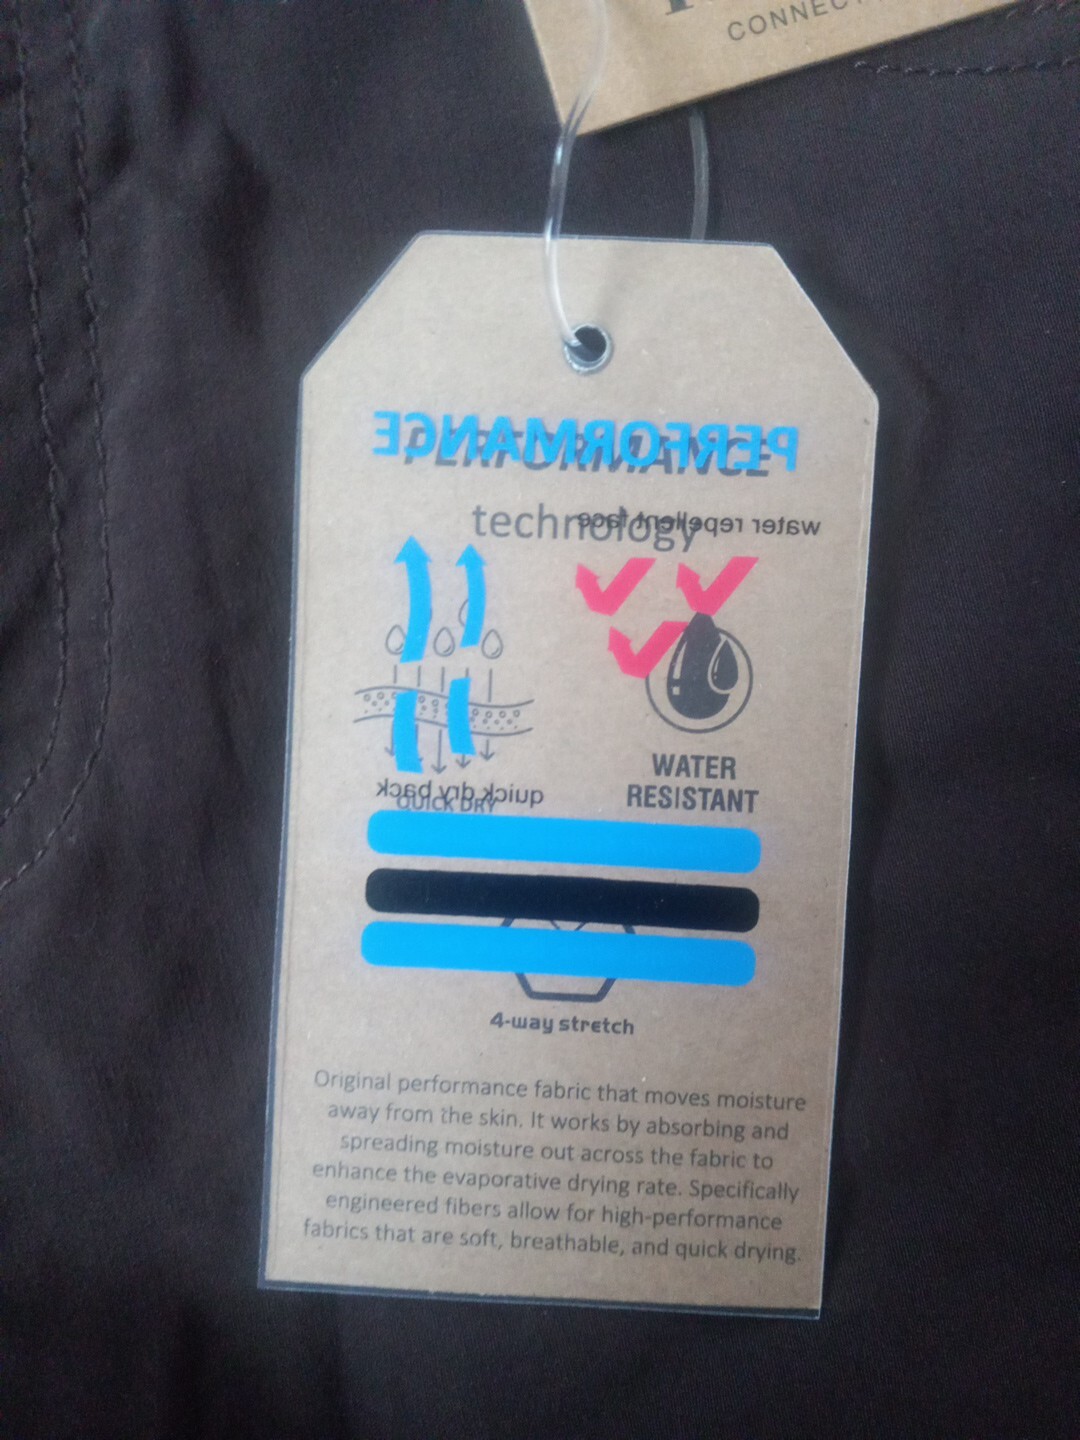 CONNECT
PERFORMANCE
PERFORMANCE
technology
water repellent face
WATER
RESISTANT
quick dry back
QUICK DRY
4-way stretch
Original performance fabric that moves moisture
away from the skin. It works by absorbing and
spreading moisture out across the fabric to
enhance the evaporative drying rate. Specifically
engineered fibers allow for high-performance
fabrics that are soft, breathable, and quick drying.